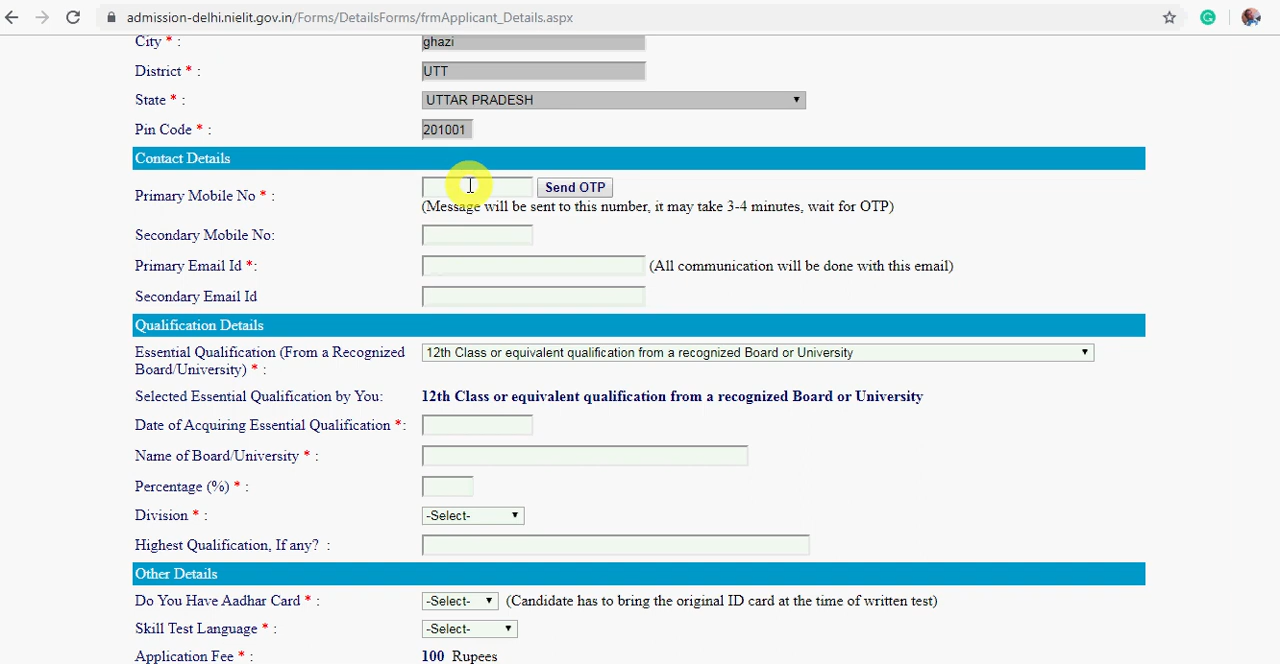 admission-delhi.nielit.gov.in/Forms/DetailsForms/frmApplicant_Details.aspx
City * : ghazi
District * : UTT
State * : UTTAR PRADESH
Pin Code * : 201001
Contact Details
Primary Mobile No * : Send OTP
(Message will be sent to this number, it may take 3-4 minutes, wait for OTP)
Secondary Mobile No:
Primary Email Id *: (All communication will be done with this email)
Secondary Email Id
Qualification Details
Essential Qualification (From a Recognized
Board/University) * : 12th Class or equivalent qualification from a recognized Board or University
Selected Essential Qualification by You: 12th Class or equivalent qualification from a recognized Board or University
Date of Acquiring Essential Qualification *:
Name of Board/University * :
Percentage (%) * :
Division * : -Select-
Highest Qualification, If any? :
Other Details
Do You Have Aadhar Card * : -Select- (Candidate has to bring the original ID card at the time of written test)
Skill Test Language * : -Select-
Application Fee * : 100 Rupees